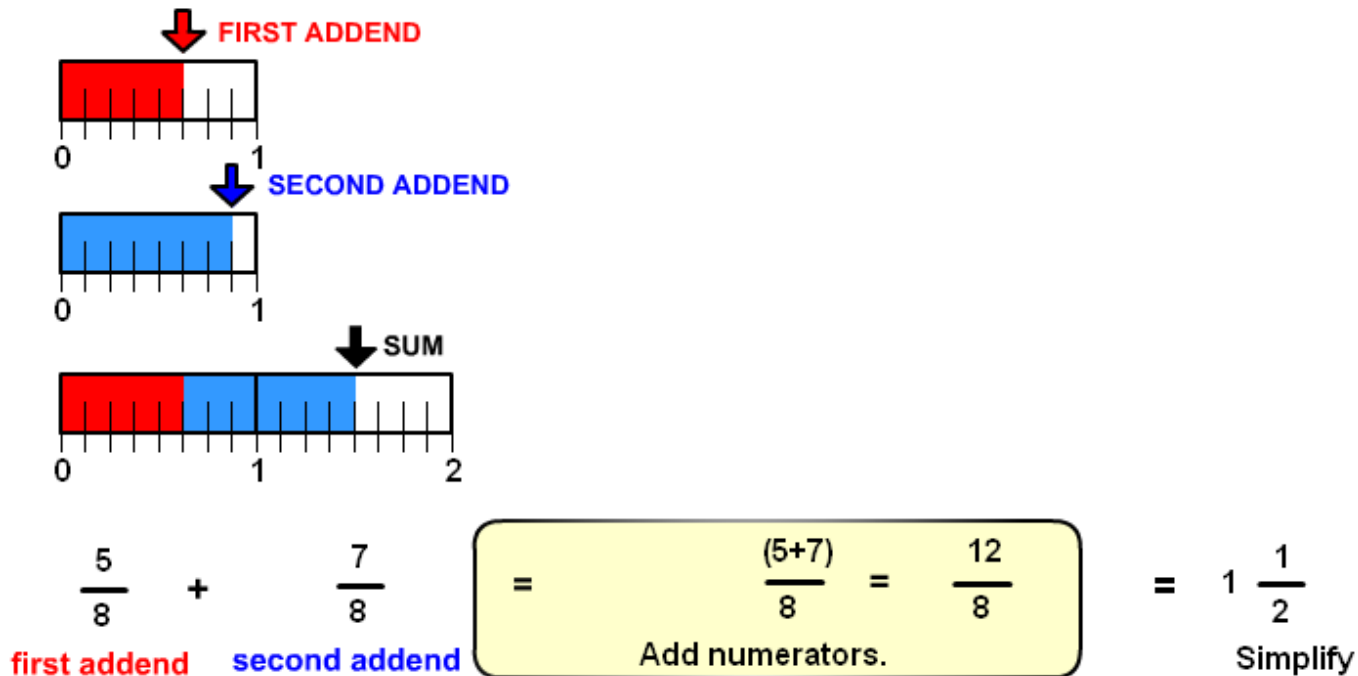 FIRST ADDEND
0 1
SECOND ADDEND
0 1
SUM
0 1 2
5/8 + 7/8 = (5+7)/8 = 12/8 = 1 1/2
first addend second addend Add numerators. Simplify